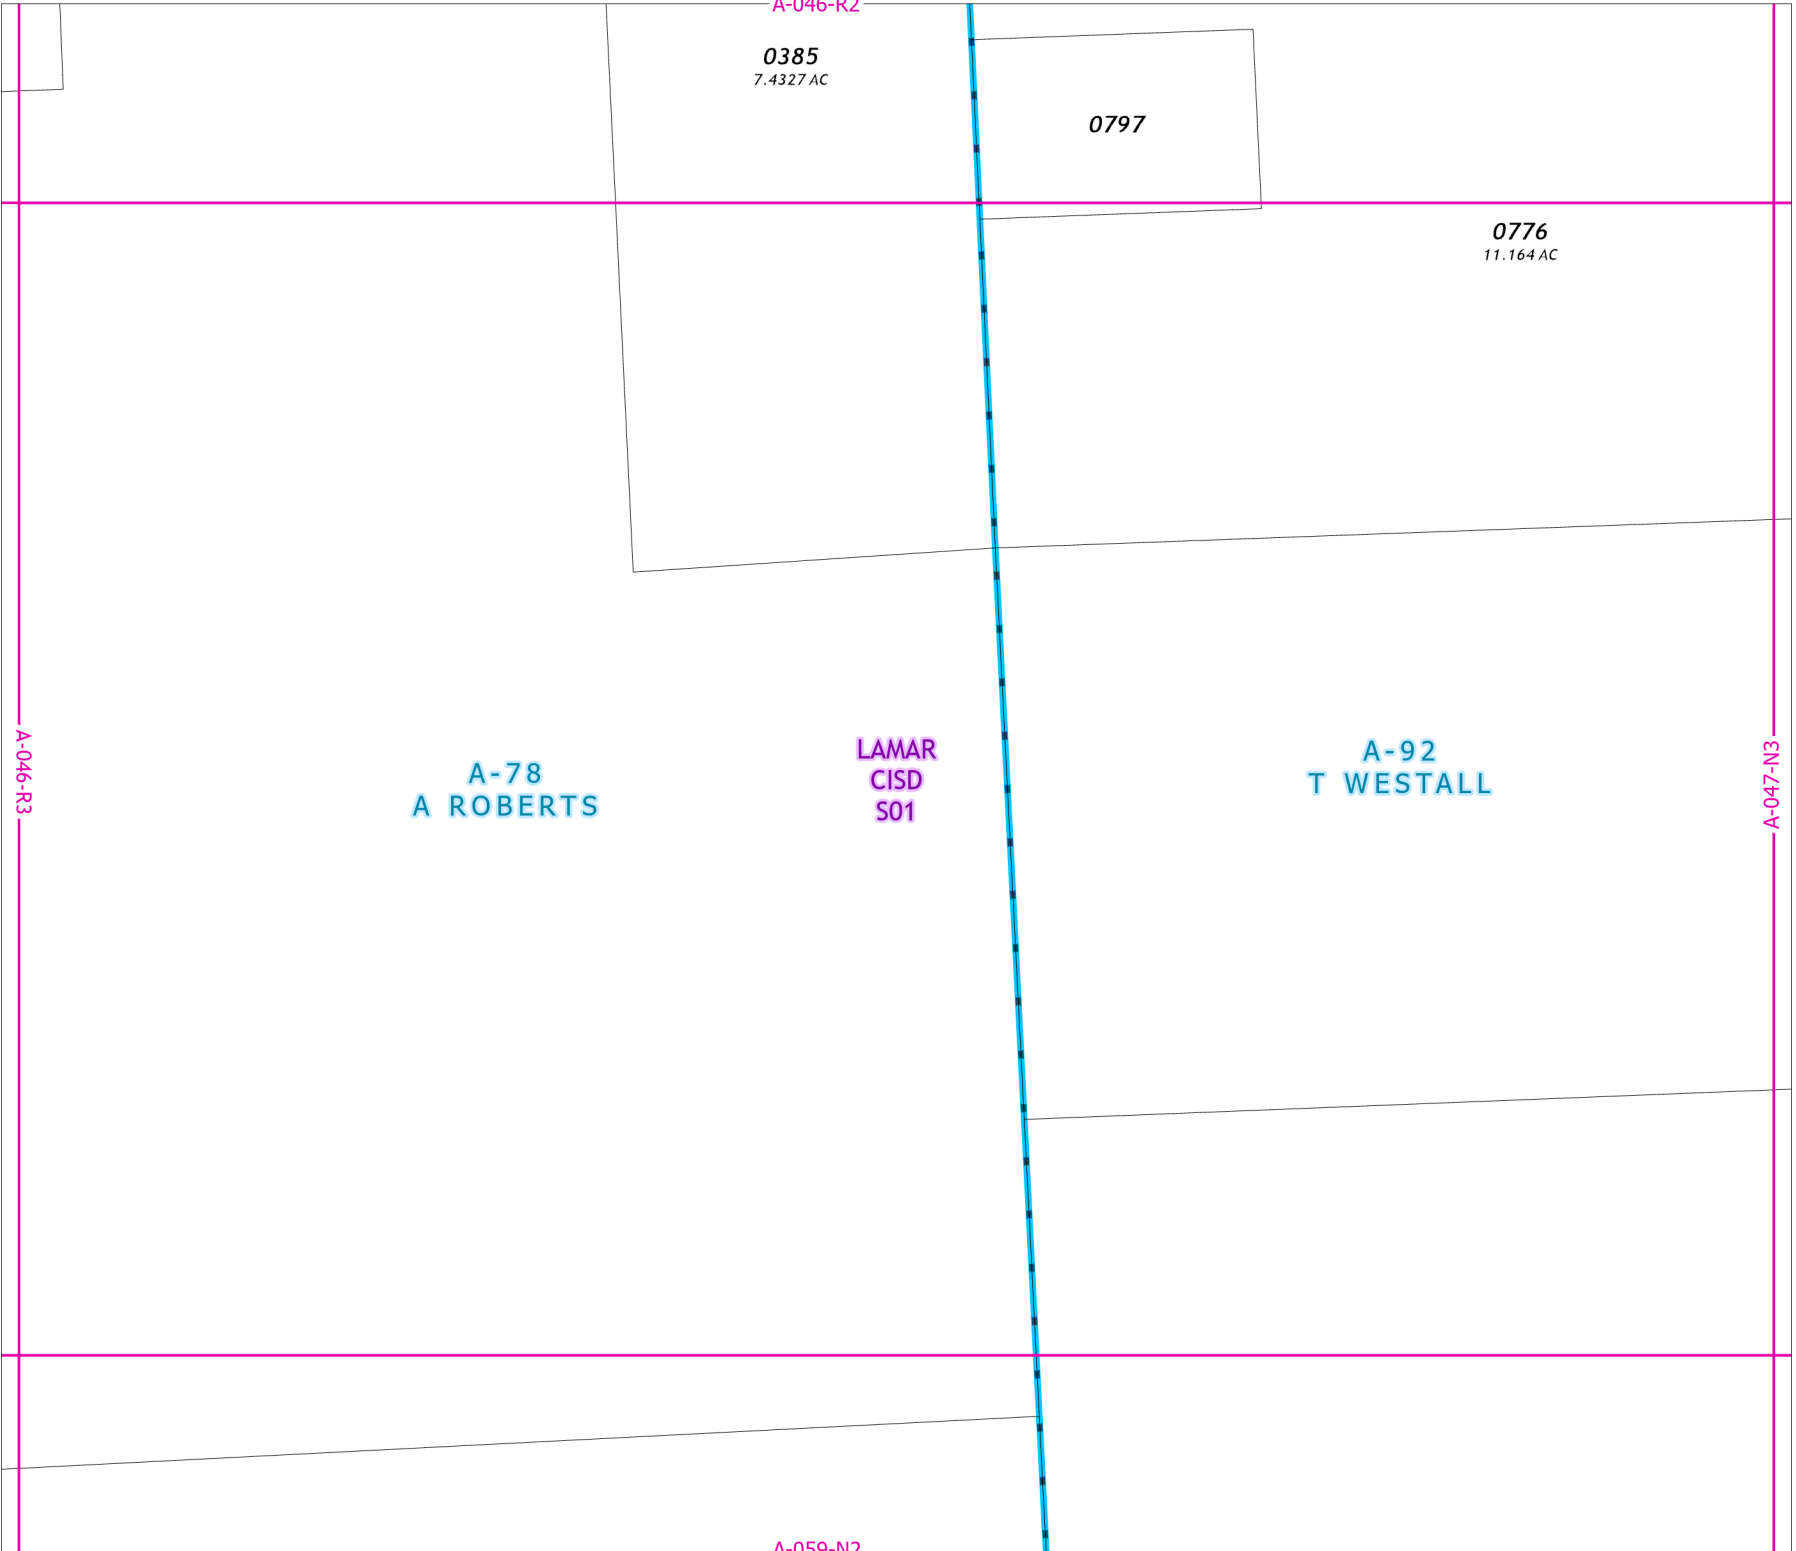 A-046-R2
0385
7.4327 AC
0797
0776
11.164 AC
A-046-R3
A-78
A ROBERTS
LAMAR
CISD
S01
A-92
T WESTALL
A-047-N3
A-059-N2